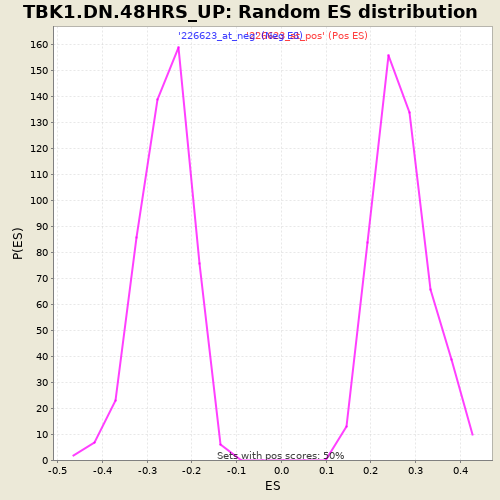 TBK1.DN.48HRS_UP: Random ES distribution
'226623_at_neg' (Neg ES)
'226623_at_pos' (Pos ES)
160
150
140
130
120
110
100
90
80
70
60
50
40
30
20
10
0
P(ES)
Sets with pos scores: 50%
-0.5 -0.4 -0.3 -0.2 -0.1 0.0 0.1 0.2 0.3 0.4
ES